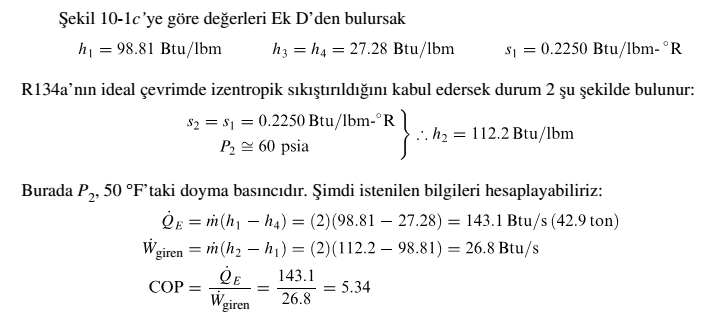 Şekil 10-1c’ye göre değerleri Ek D’den bulursak
h₁ = 98.81 Btu/lbm h₃ = h₄ = 27.28 Btu/lbm s₁ = 0.2250 Btu/lbm-°R
R134a’nın ideal çevrimde izentropik sıkıştırıldığını kabul edersek durum 2 şu şekilde bulunur:
s₂ = s₁ = 0.2250 Btu/lbm-°R
P₂ ≅ 60 psia } ∴ h₂ = 112.2 Btu/lbm
Burada P₂, 50 °F’taki doyma basıncıdır. Şimdi istenilen bilgileri hesaplayabiliriz:
Q̇_E = ṁ(h₁ − h₄) = (2)(98.81 − 27.28) = 143.1 Btu/s (42.9 ton)
Ẇ_giren = ṁ(h₂ − h₁) = (2)(112.2 − 98.81) = 26.8 Btu/s
COP = Q̇_E / Ẇ_giren = 143.1 / 26.8 = 5.34